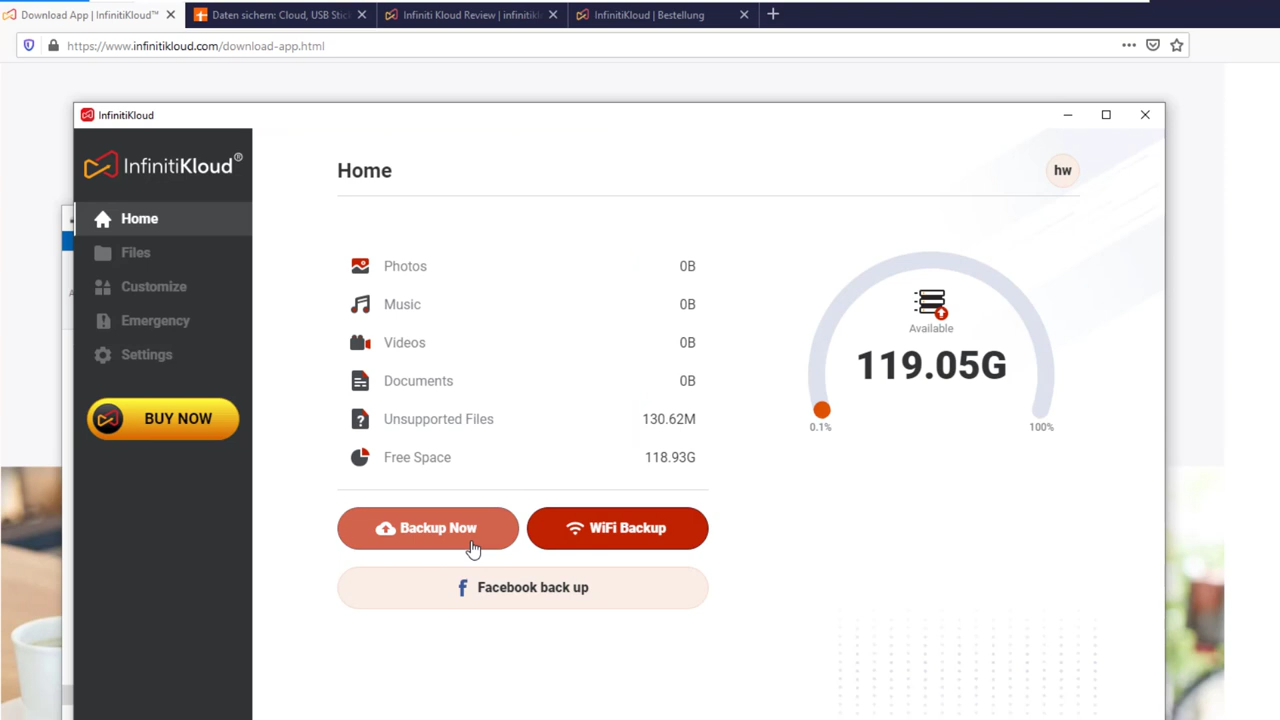 Download App | InfinitiKloud™
Daten sichern: Cloud, USB Stic
Infiniti Kloud Review | infinitikl
InfinitiKloud | Bestellung
https://www.infinitikloud.com/download-app.html
InfinitiKloud
InfinitiKloud®
Home
Files
Customize
Emergency
Settings
BUY NOW
Home
hw
Photos 0B
Music 0B
Videos 0B
Documents 0B
Unsupported Files 130.62M
Free Space 118.93G
Available
119.05G
0.1% 100%
Backup Now
WiFi Backup
f Facebook back up